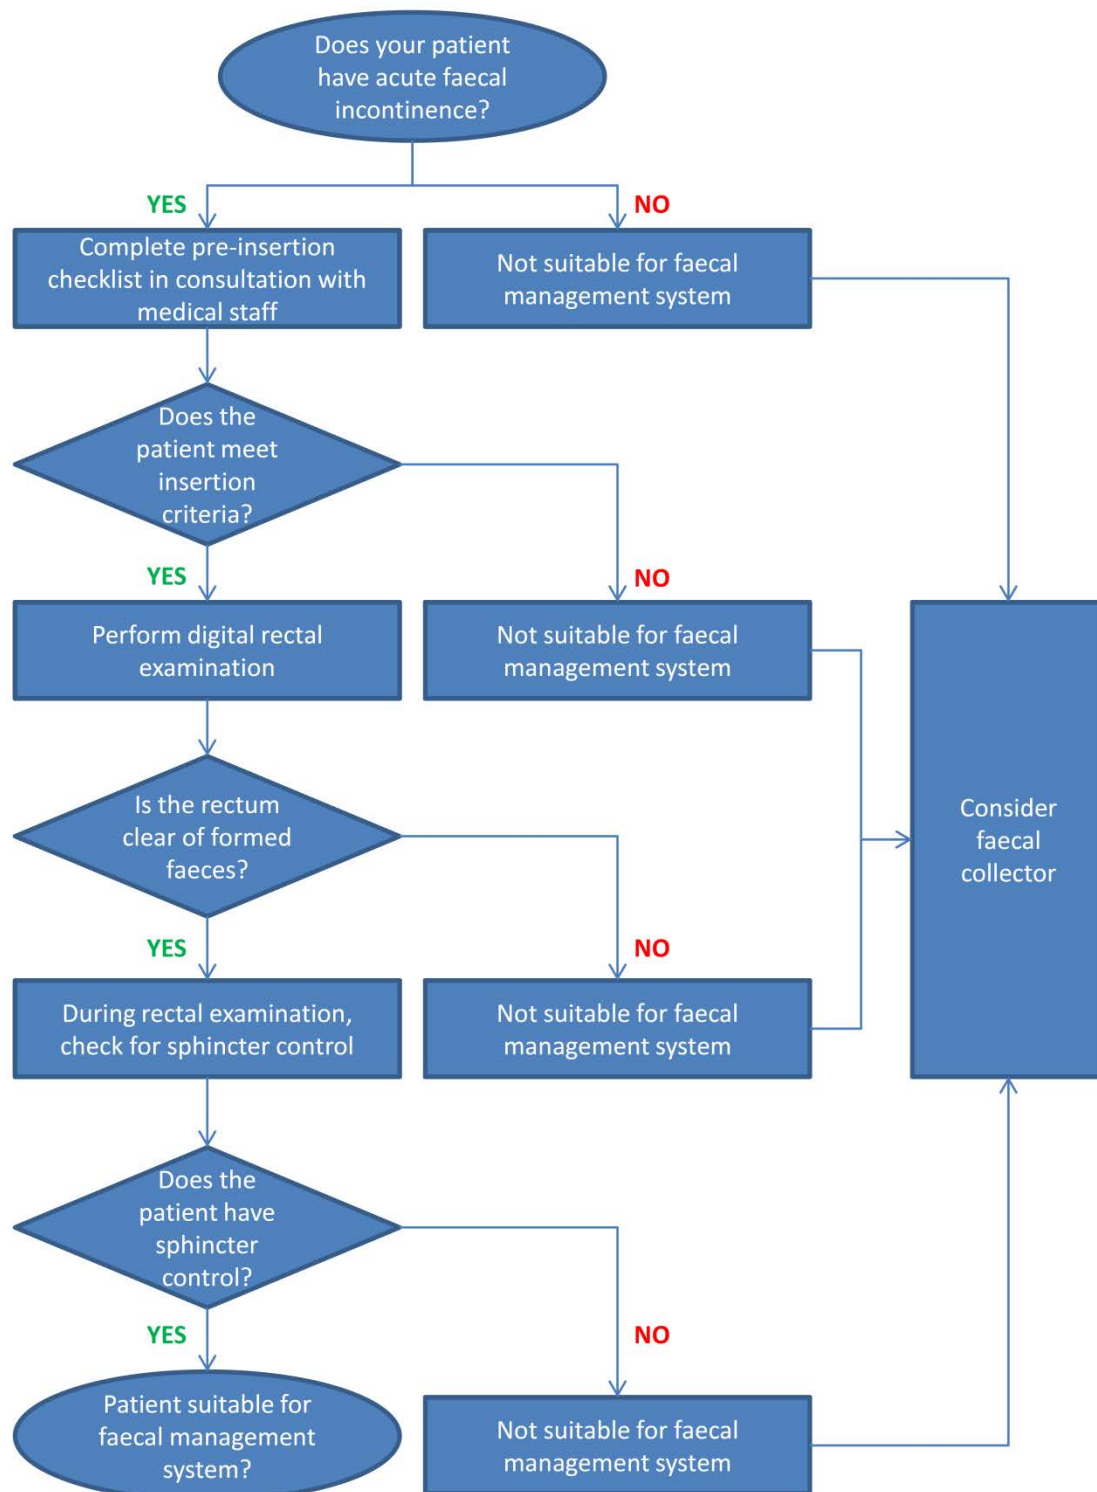 Does your patient
have acute faecal
incontinence?
YES
NO
Complete pre-insertion
checklist in consultation with
medical staff
Not suitable for faecal
management system
Does the
patient meet
insertion
criteria?
YES
NO
Perform digital rectal
examination
Not suitable for faecal
management system
Is the rectum
clear of formed
faeces?
Consider
faecal
collector
YES
NO
During rectal examination,
check for sphincter control
Not suitable for faecal
management system
Does the
patient have
sphincter
control?
YES
NO
Patient suitable for
faecal management
system?
Not suitable for faecal
management system